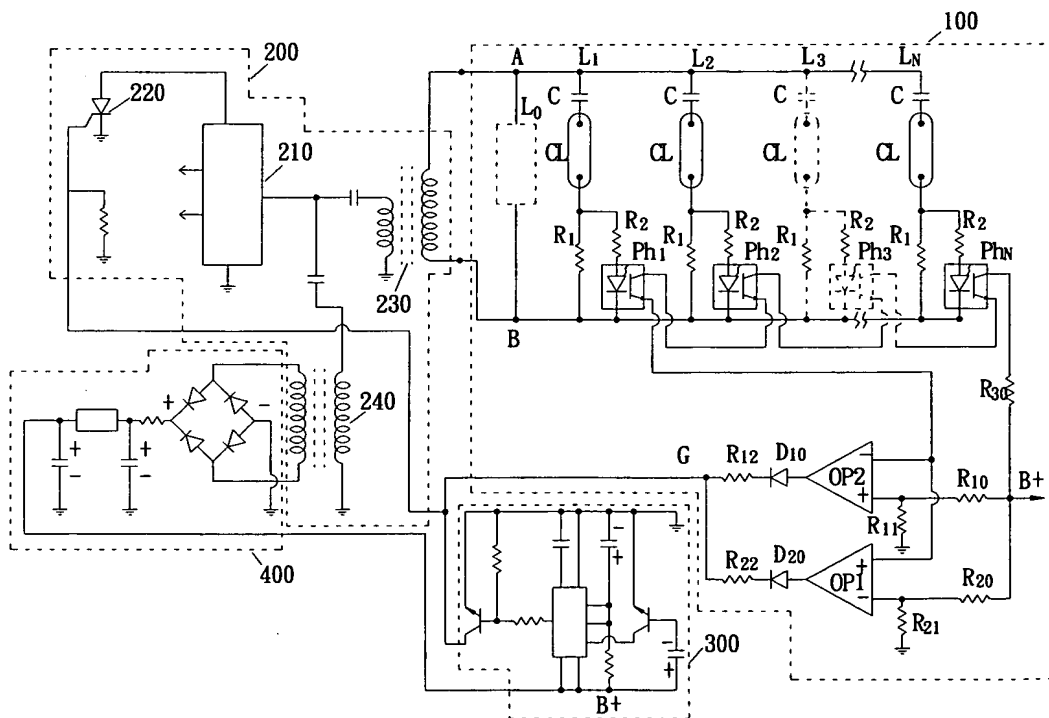 100
200
A L1 L2 L3 LN
220
C C C C
L0
210
CL CL CL CL
R2 R2 R2 R2
R1 R1 R1 R1
Ph1 Ph2 Ph3 PhN
230
B
R30
+ - 240
G R12 D10 - OP2 + R10 B+
+ + R11
- -
- R22 D20 + OP1 - R20
+
400
R21
- 300
+
B+